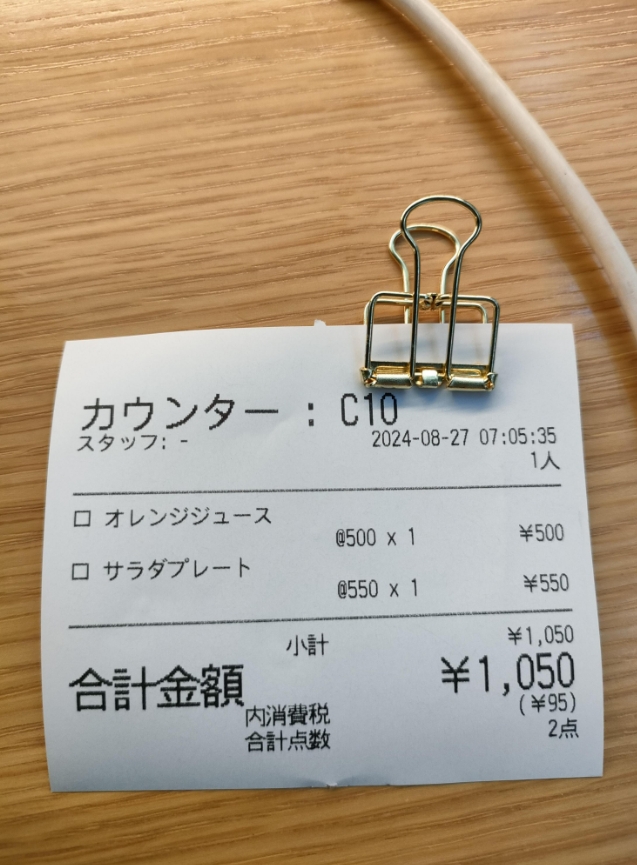 カウンター : C10
スタッフ: - 2024-08-27 07:05:35
1人
□ オレンジジュース
@500 x 1 ¥500
□ サラダプレート
@550 x 1 ¥550
小計 ¥1,050
合計金額 ¥1,050
内消費税 (¥95)
合計点数 2点